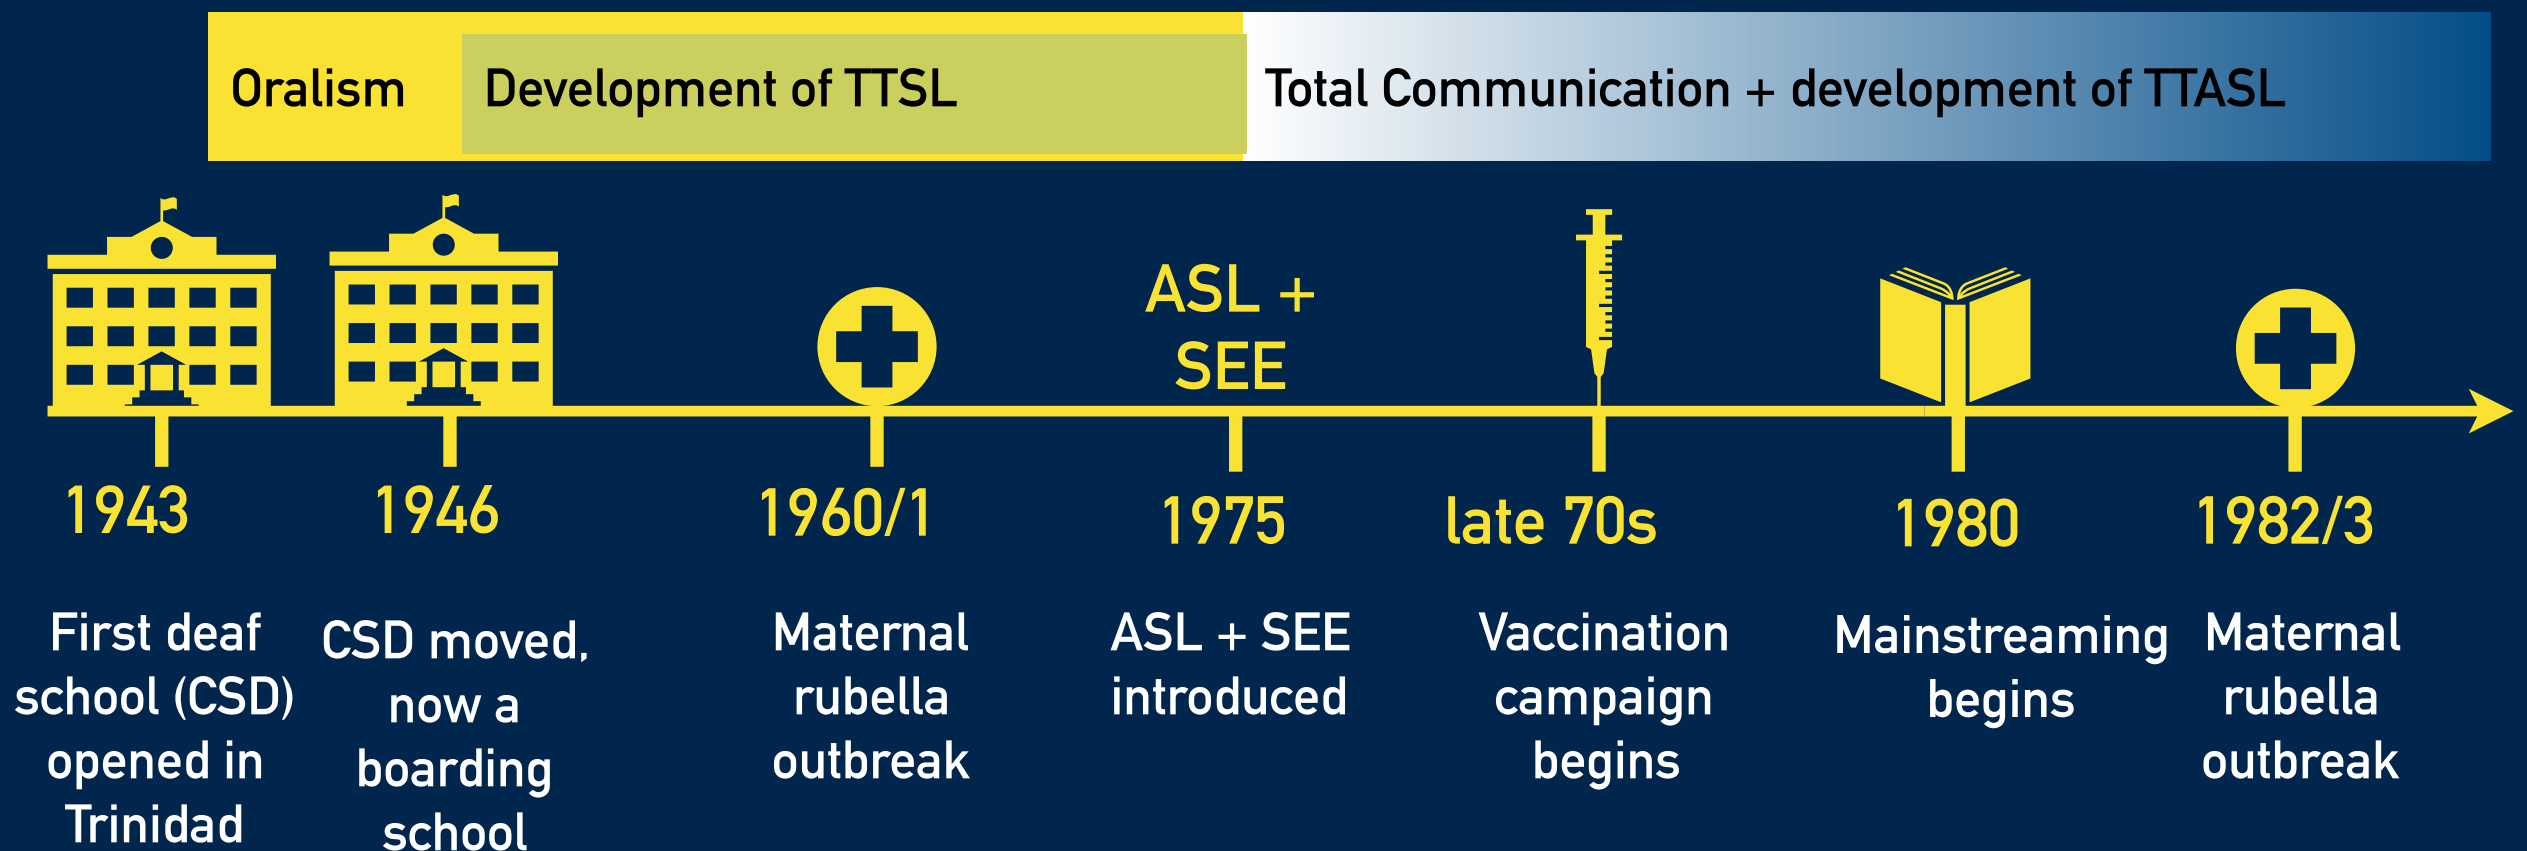 Oralism
Development of TTSL
Total Communication + development of TTASL
ASL +
SEE
1943
1946
1960/1
1975
late 70s
1980
1982/3
First deaf
school (CSD)
opened in
Trinidad
CSD moved,
now a
boarding
school
Maternal
rubella
outbreak
ASL + SEE
introduced
Vaccination
campaign
begins
Mainstreaming
begins
Maternal
rubella
outbreak